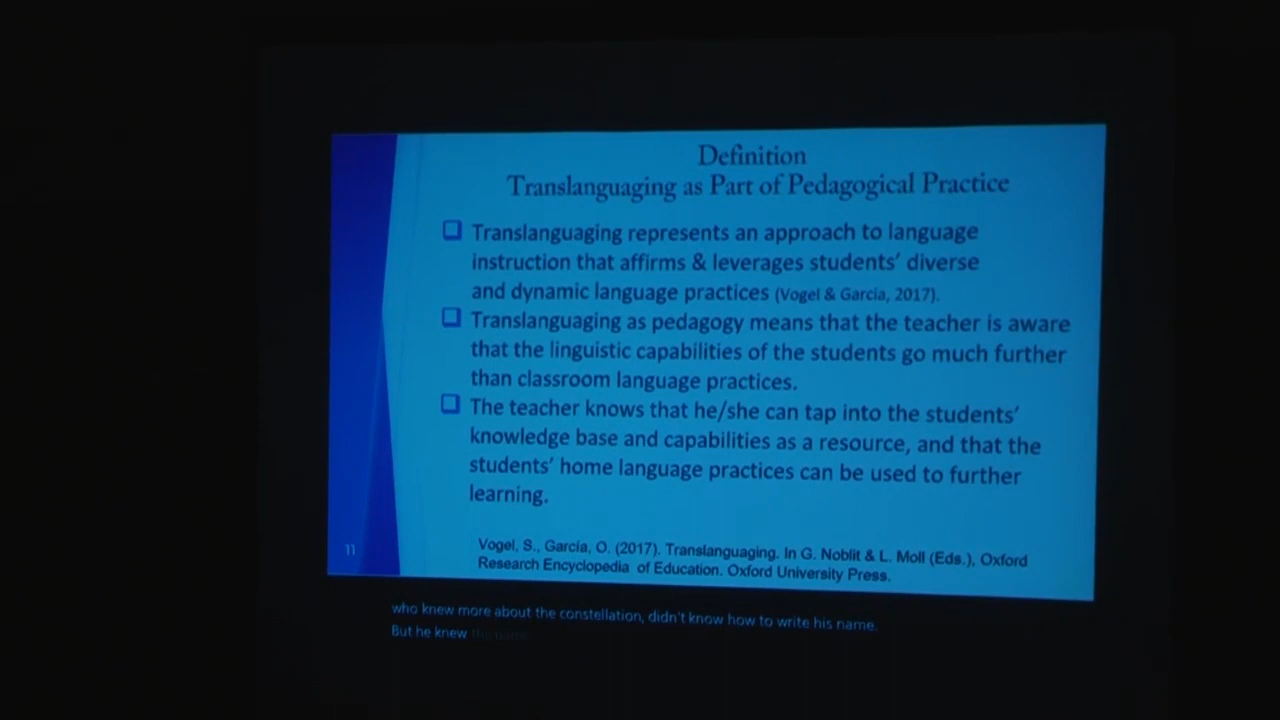 Definition
Translanguaging as Part of Pedagogical Practice
Translanguaging represents an approach to language
instruction that affirms & leverages students' diverse
and dynamic language practices (Vogel & Garcia, 2017).
Translanguaging as pedagogy means that the teacher is aware
that the linguistic capabilities of the students go much further
than classroom language practices.
The teacher knows that he/she can tap into the students'
knowledge base and capabilities as a resource, and that the
students' home language practices can be used to further
learning.
Vogel, S., García, O. (2017). Translanguaging. In G. Noblit & L. Moll (Eds.), Oxford
Research Encyclopedia of Education. Oxford University Press.
11
who knew more about the constellation, didn't know how to write his name.
But he knew